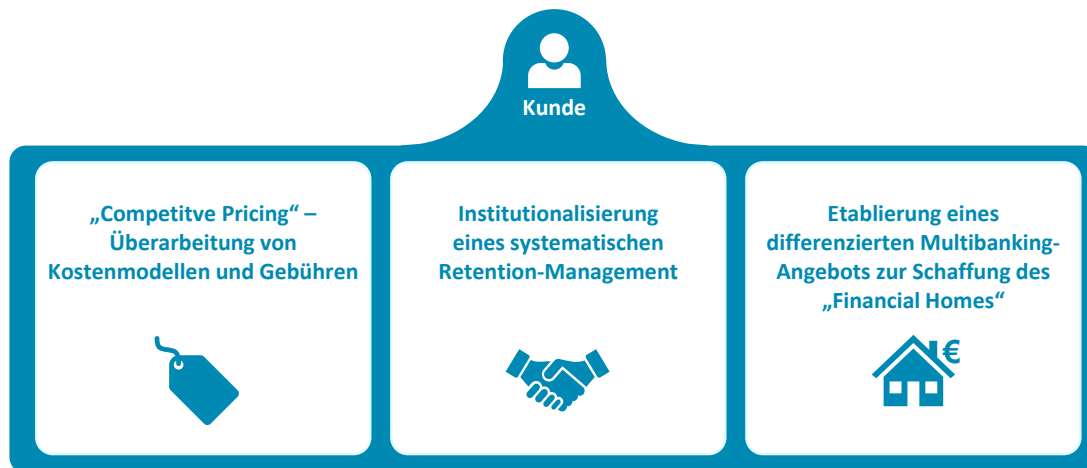 Kunde
„Competitve Pricing“ –
Überarbeitung von
Kostenmodellen und Gebühren
Institutionalisierung
eines systematischen
Retention-Management
Etablierung eines
differenzierten Multibanking-
Angebots zur Schaffung des
„Financial Homes“
€